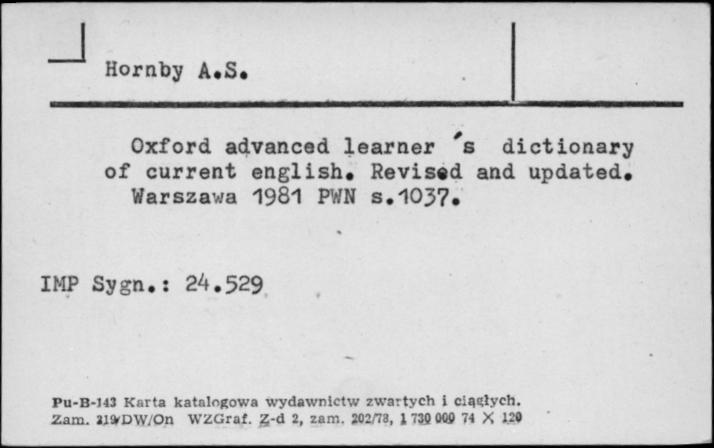 Hornby A.S.
Oxford advanced learner ´s dictionary
of current english. Revised and updated.
Warszawa 1981 PWN s.1037.
IMP Sygn.: 24.529
Pu-B-143 Karta katalogowa wydawnictw zwartych i ciągłych.
Zam. 219/DW/On WZGraf. Z-d 2, zam. 202/78, 1 730 000 74 X 120